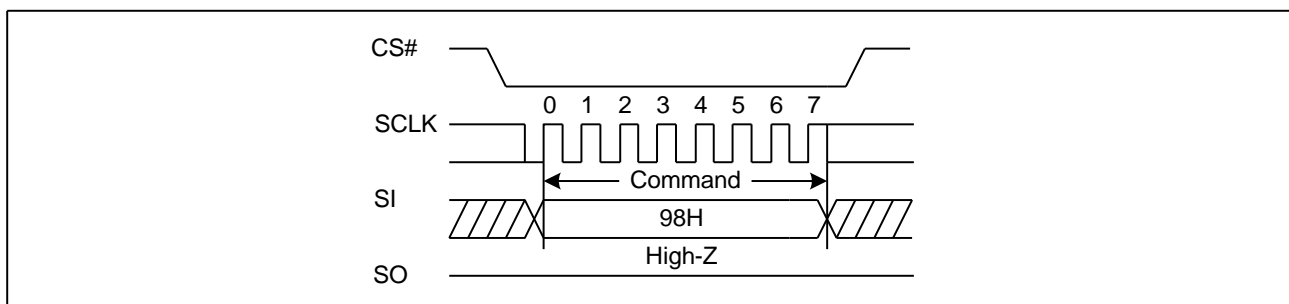 CS#
0 1 2 3 4 5 6 7
SCLK
Command
SI
98H
High-Z
SO